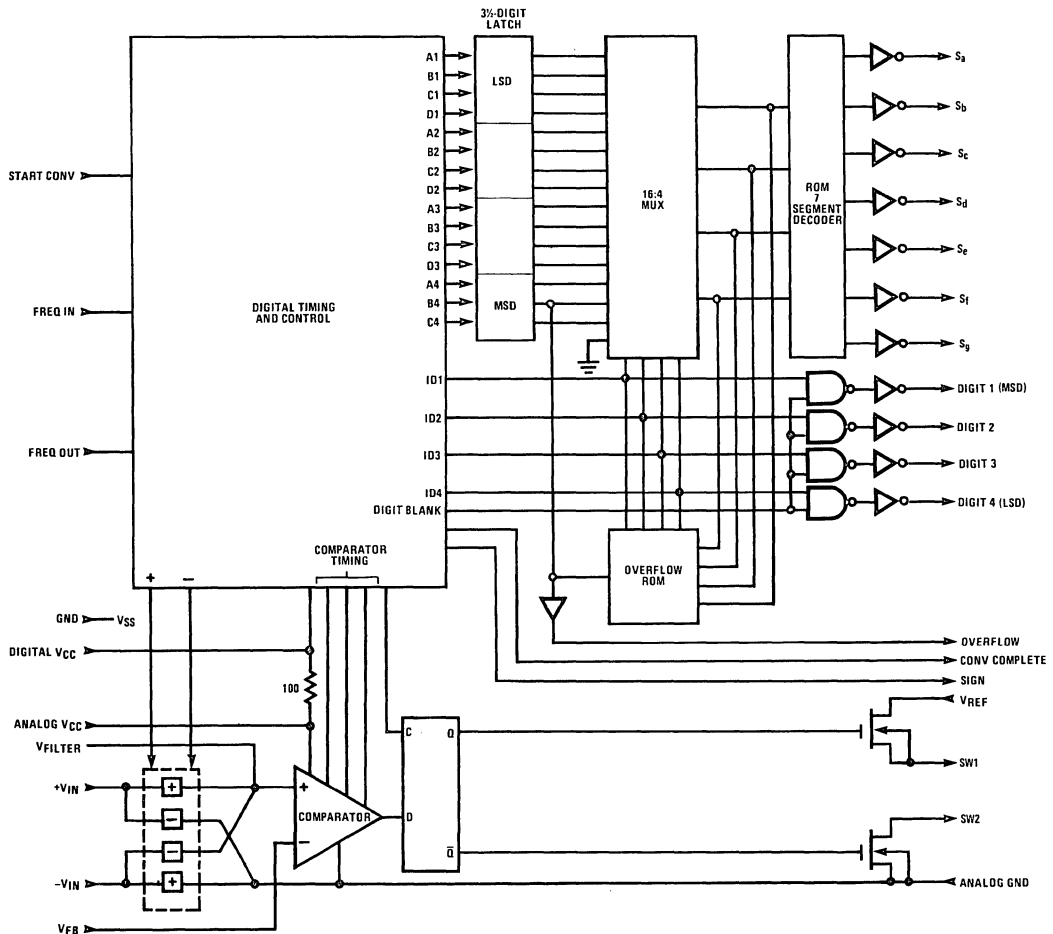 3½-DIGIT
LATCH
A1
B1
C1
D1
A2
B2
C2
D2
A3
B3
C3
D3
A4
B4
C4
LSD
MSD
16:4
MUX
ROM
7
SEGMENT
DECODER
Sa
Sb
Sc
Sd
Se
Sf
Sg
START CONV
FREQ IN
FREQ OUT
DIGITAL TIMING
AND CONTROL
ID1
ID2
ID3
ID4
DIGIT BLANK
DIGIT 1 (MSD)
DIGIT 2
DIGIT 3
DIGIT 4 (LSD)
COMPARATOR
TIMING
+ −
OVERFLOW
ROM
GND VSS
DIGITAL VCC
100
ANALOG VCC
VFILTER
+VIN
−VIN
VFB
+
−
−
+
+
−
COMPARATOR
C
D
Q
Q̅
OVERFLOW
CONV COMPLETE
SIGN
VREF
SW1
SW2
ANALOG GND